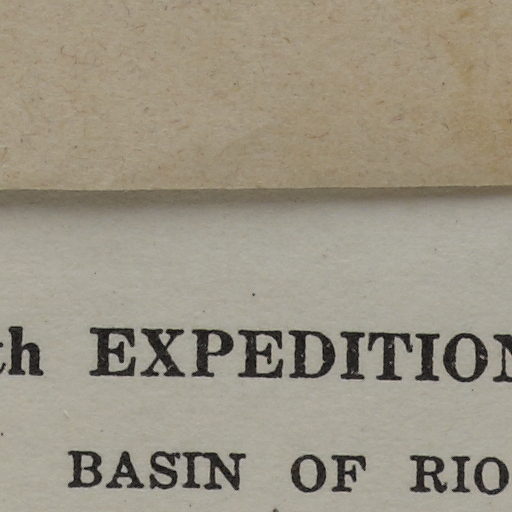 th EXPEDITION
BASIN OF RIO